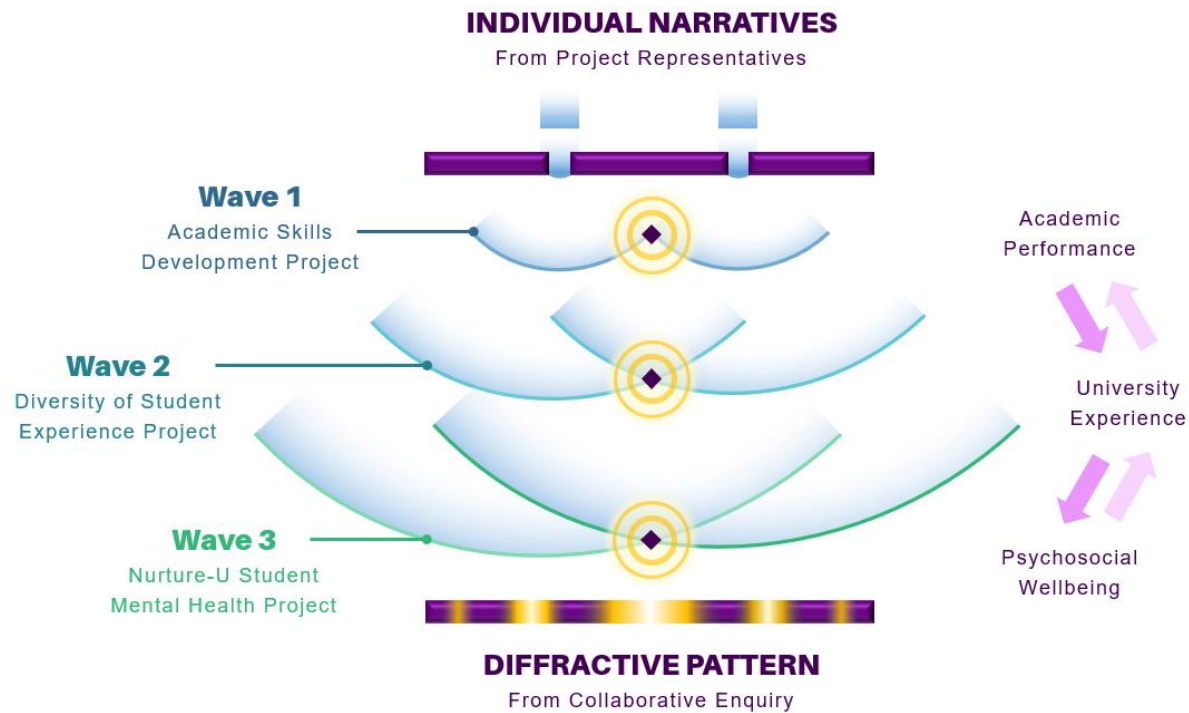 INDIVIDUAL NARRATIVES
From Project Representatives
Wave 1
Academic Skills
Development Project
Wave 2
Diversity of Student
Experience Project
Wave 3
Nurture-U Student
Mental Health Project
Academic
Performance
University
Experience
Psychosocial
Wellbeing
DIFFRACTIVE PATTERN
From Collaborative Enquiry